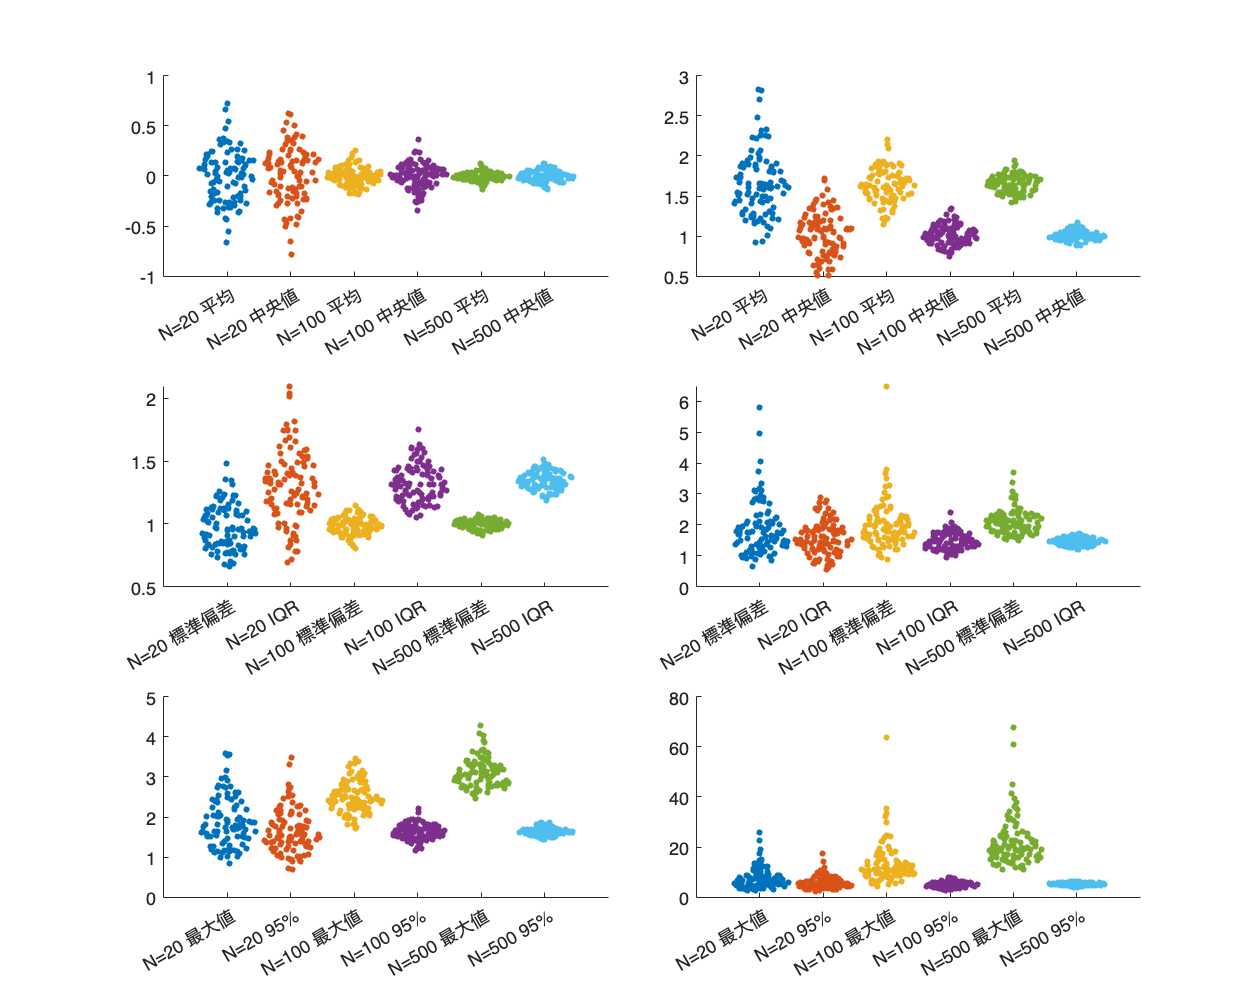 1
0.5
0
-0.5
-1
N=20 平均
N=20 中央値
N=100 平均
N=100 中央値
N=500 平均
N=500 中央値
3
2.5
2
1.5
1
0.5
N=20 平均
N=20 中央値
N=100 平均
N=100 中央値
N=500 平均
N=500 中央値
2
1.5
1
0.5
N=20 標準偏差
N=20 IQR
N=100 標準偏差
N=100 IQR
N=500 標準偏差
N=500 IQR
6
5
4
3
2
1
0
N=20 標準偏差
N=20 IQR
N=100 標準偏差
N=100 IQR
N=500 標準偏差
N=500 IQR
5
4
3
2
1
0
N=20 最大値
N=20 95%
N=100 最大値
N=100 95%
N=500 最大値
N=500 95%
80
60
40
20
0
N=20 最大値
N=20 95%
N=100 最大値
N=100 95%
N=500 最大値
N=500 95%